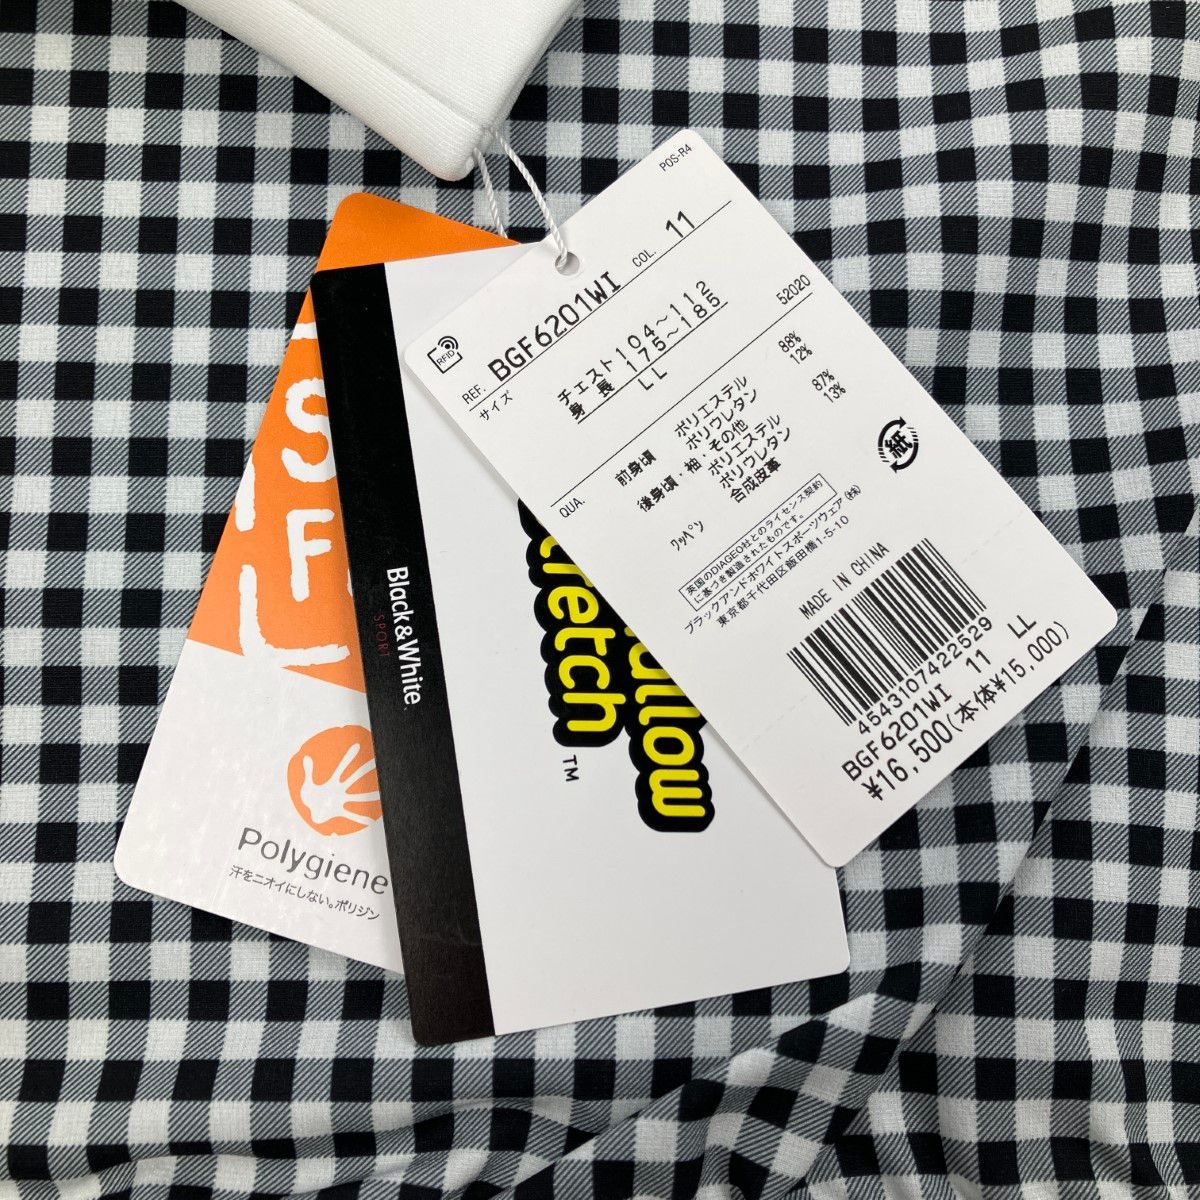 POS-R4
RFID
REF. BGF6201WI COL. 11
サイズ
チェスト104~112
身長 175~185
LL
52020
QUA.
前身頃 ポリエステル 88%
ポリウレタン 12%
後身頃・袖・その他
ポリエステル 87%
ポリウレタン 13%
ワッペン 合成皮革
紙
英国のDIAGEO社とのライセンス契約
に基づき製造されたものです。
ブラックアンドホワイトスポーツウェア(株)
東京都千代田区飯田橋1-5-10
MADE IN CHINA
4543107422529
BGF6201WI 11 LL
¥16,500(本体¥15,000)
Black&White
SPORT
allow
tretch™
S
F
Polygiene
汗をニオイにしない。ポリジン